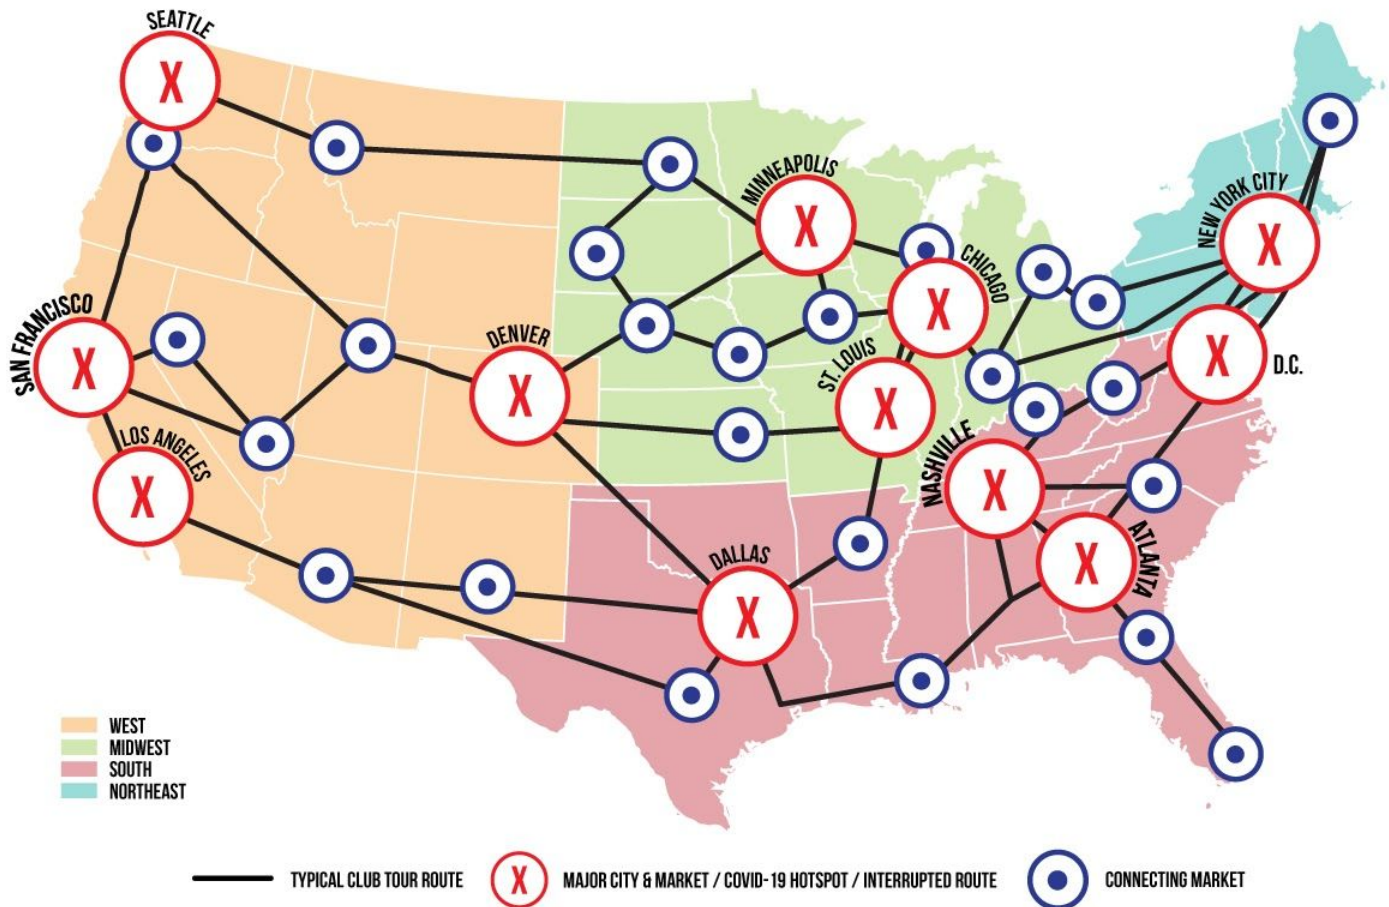 SEATTLE
MINNEAPOLIS
NEW YORK CITY
CHICAGO
SAN FRANCISCO
DENVER
ST. LOUIS
D.C.
LOS ANGELES
NASHVILLE
ATLANTA
DALLAS
X
X
X
X
X
X
X
X
X
X
X
X
WEST
MIDWEST
SOUTH
NORTHEAST
TYPICAL CLUB TOUR ROUTE
X
MAJOR CITY & MARKET / COVID-19 HOTSPOT / INTERRUPTED ROUTE
CONNECTING MARKET